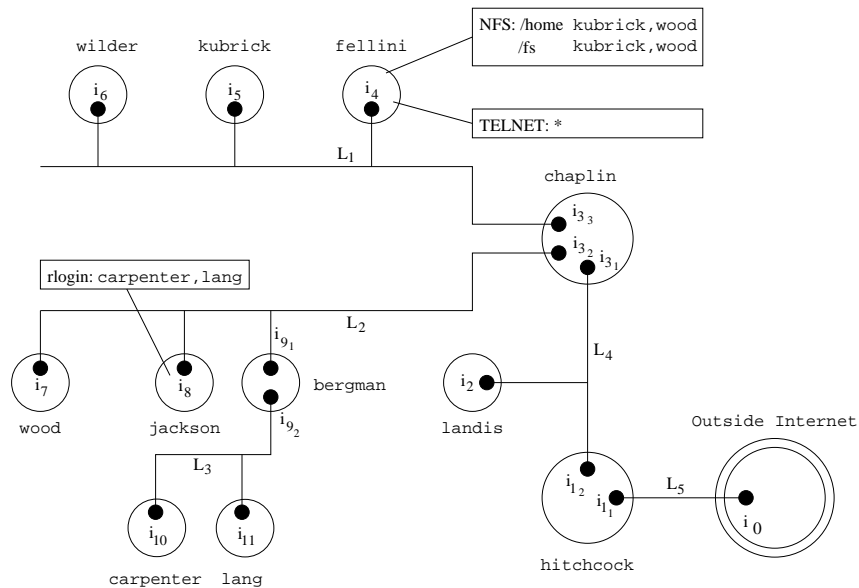 NFS: /home kubrick,wood
/fs kubrick,wood
wilder
kubrick
fellini
i6
i5
i4
TELNET: *
L1
chaplin
i33
i32
i31
rlogin: carpenter,lang
L2
i91
L4
i7
i8
bergman
i2
i92
wood
jackson
landis
Outside Internet
L3
i12
i11
L5
i0
i10
i11
hitchcock
carpenter
lang